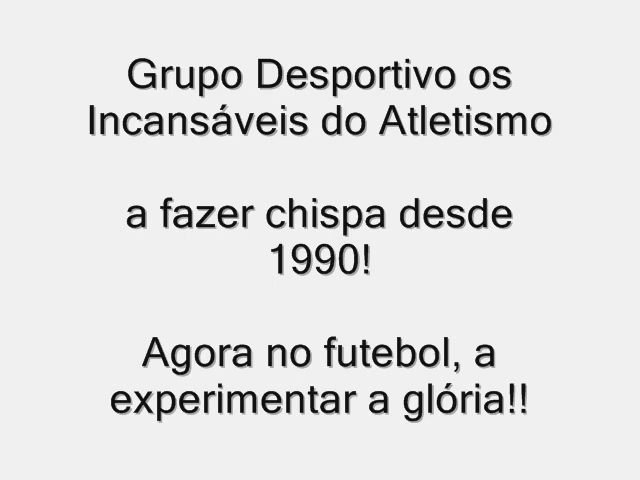 Grupo Desportivo os
Incansáveis do Atletismo
a fazer chispa desde
1990!
Agora no futebol, a
experimentar a glória!!